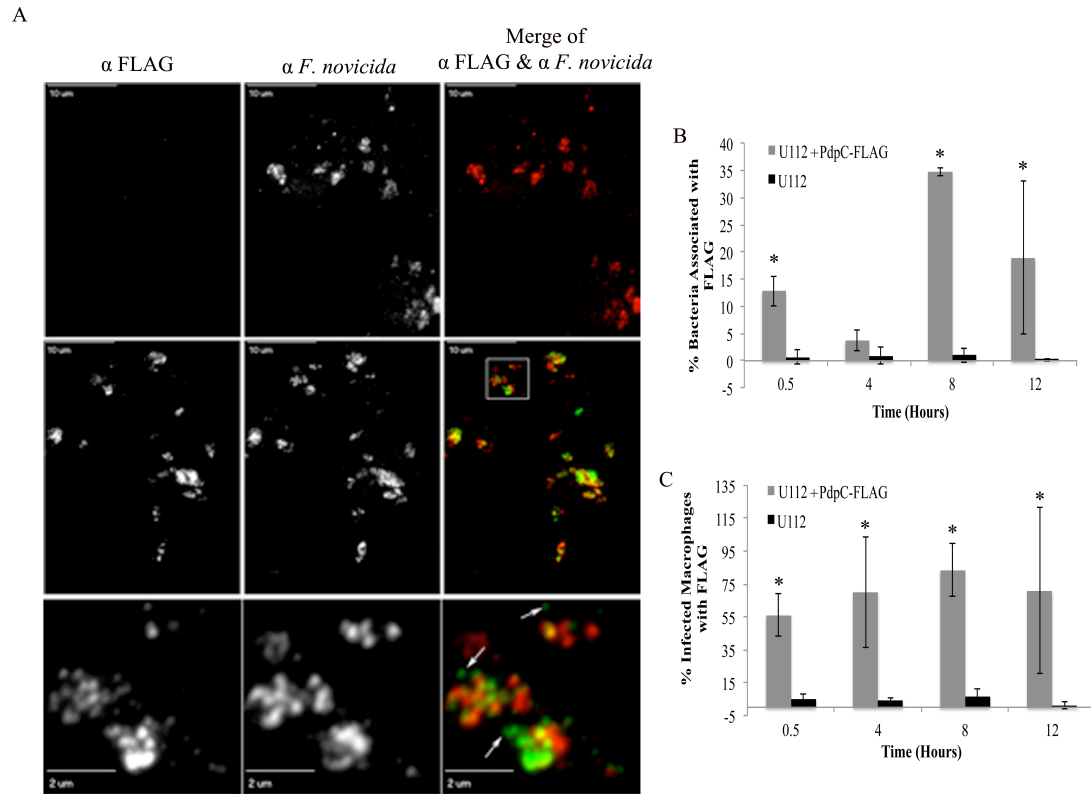 A
α FLAG
α F. novicida
Merge of
α FLAG & α F. novicida
10 um
10 um
10 um
10 um
10 um
10 um
2 um
2 um
2 um
B
% Bacteria Associated with
FLAG
40
35
30
25
20
15
10
5
0
-5
U112 +PdpC-FLAG
U112
*
*
*
0.5
4
8
12
Time (Hours)
C
% Infected Macrophages
with FLAG
135
115
95
75
55
35
15
-5
U112 +PdpC-FLAG
U112
*
*
*
*
0.5
4
8
12
Time (Hours)